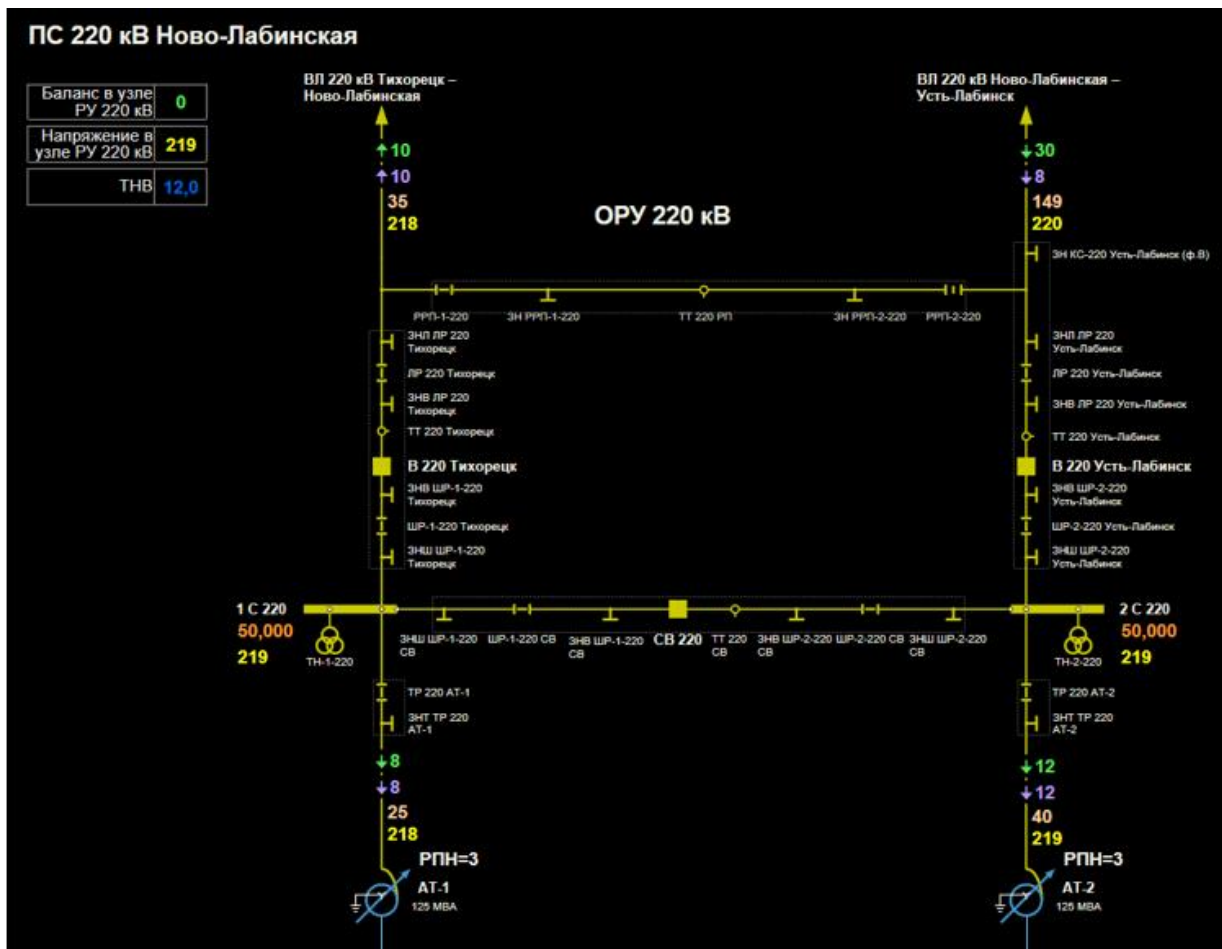 ПС 220 кВ Ново-Лабинская
Баланс в узле
РУ 220 кВ
0
Напряжение в
узле РУ 220 кВ
219
ТНВ
12,0
ВЛ 220 кВ Тихорецк –
Ново-Лабинская
ВЛ 220 кВ Ново-Лабинская –
Усть-Лабинск
10
10
35
218
30
8
149
220
ОРУ 220 кВ
ЗН КС-220 Усть-Лабинск (ф.В)
РРП-1-220
ЗН РРП-1-220
ТТ 220 РП
ЗН РРП-2-220
РРП-2-220
ЗНЛ ЛР 220
Тихорецк
ЛР 220 Тихорецк
ЗНВ ЛР 220
Тихорецк
ТТ 220 Тихорецк
В 220 Тихорецк
ЗНВ ШР-1-220
Тихорецк
ШР-1-220 Тихорецк
ЗНШ ШР-1-220
Тихорецк
ЗНЛ ЛР 220
Усть-Лабинск
ЛР 220 Усть-Лабинск
ЗНВ ЛР 220 Усть-Лабинск
ТТ 220 Усть-Лабинск
В 220 Усть-Лабинск
ЗНВ ШР-2-220
Усть-Лабинск
ШР-2-220 Усть-Лабинск
ЗНШ ШР-2-220
Усть-Лабинск
1 С 220
50,000
219
ТН-1-220
ЗНШ ШР-1-220
СВ
ШР-1-220 СВ
ЗНВ ШР-1-220
СВ
СВ 220
ТТ 220
СВ
ЗНВ ШР-2-220
СВ
ШР-2-220 СВ
ЗНШ ШР-2-220
СВ
2 С 220
50,000
219
ТН-2-220
ТР 220 АТ-1
ЗНТ ТР 220
АТ-1
8
8
25
218
РПН=3
АТ-1
125 МВА
ТР 220 АТ-2
ЗНТ ТР 220
АТ-2
12
12
40
219
РПН=3
АТ-2
125 МВА